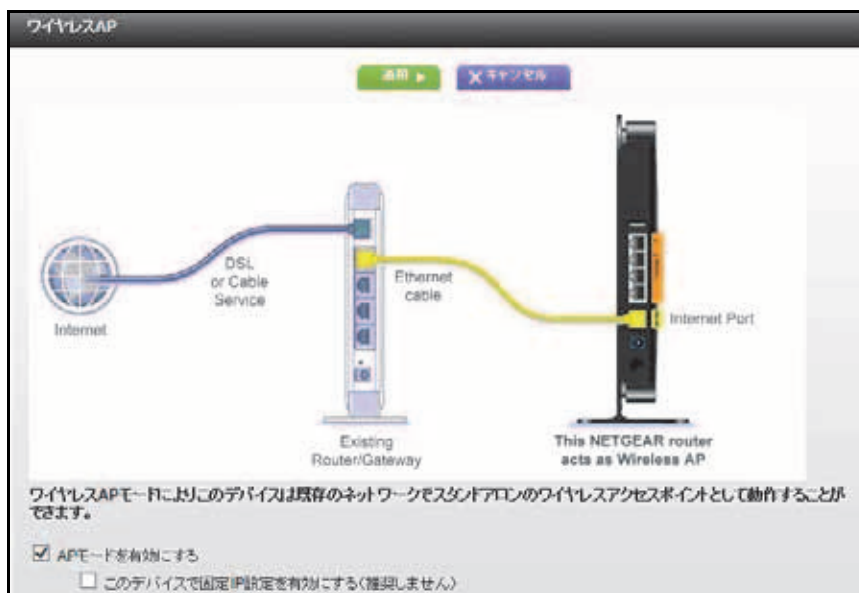 ワイヤレスAP
適用
キャンセル
Internet
DSL
or Cable
Service
Ethernet
cable
Internet Port
Existing
Router/Gateway
This NETGEAR router
acts as Wireless AP
ワイヤレスAPモードによりこのデバイスは既存のネットワークでスタンドアロンのワイヤレスアクセスポイントとして動作することが
できます。
APモードを有効にする
このデバイスで固定IP設定を有効にする(推奨しません)